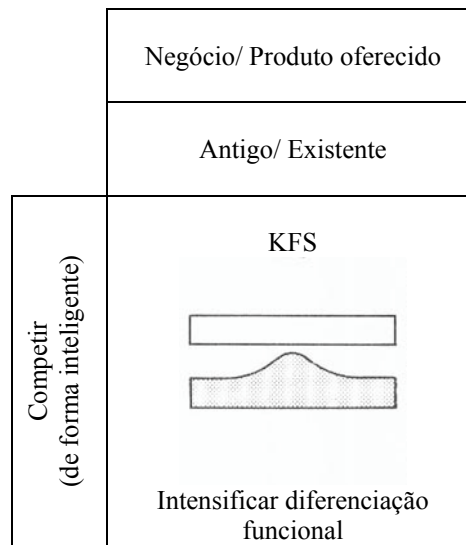 Negócio/ Produto oferecido
Antigo/ Existente
Competir
(de forma inteligente)
KFS
Intensificar diferenciação
funcional